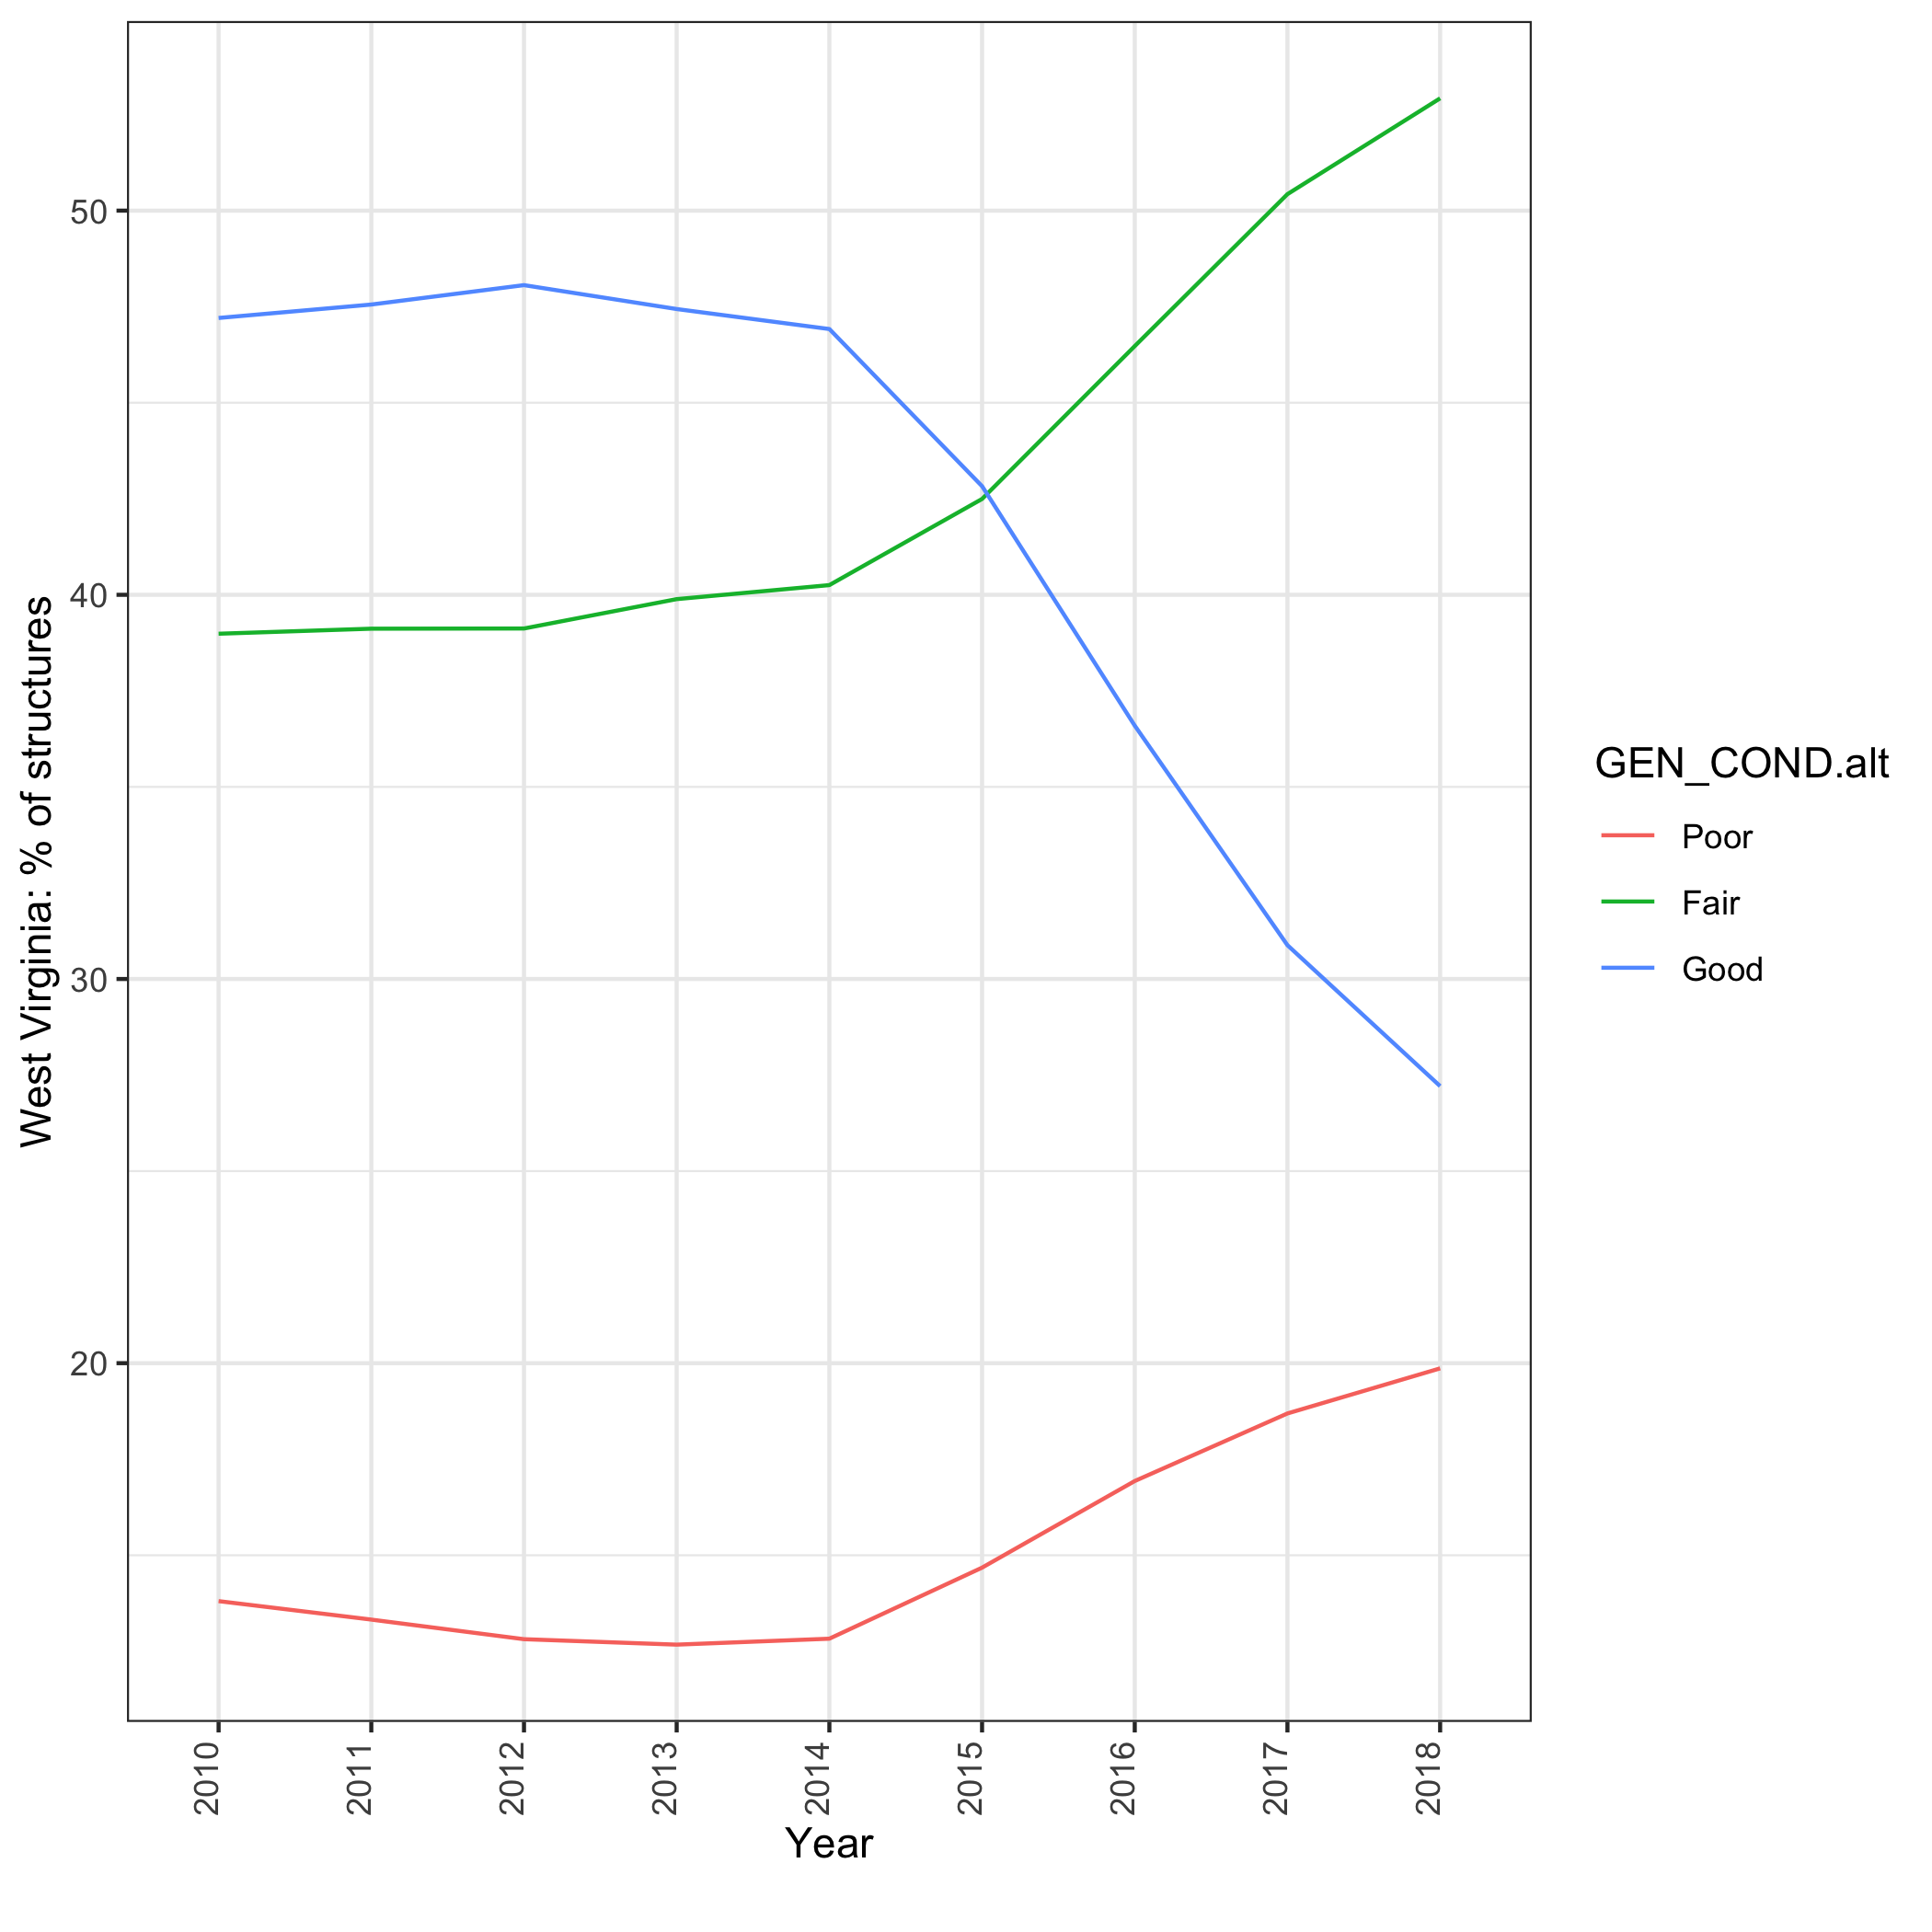 West Virginia: % of structures
50
40
30
20
2010
2011
2012
2013
2014
2015
2016
2017
2018
Year
GEN_COND.alt
Poor
Fair
Good